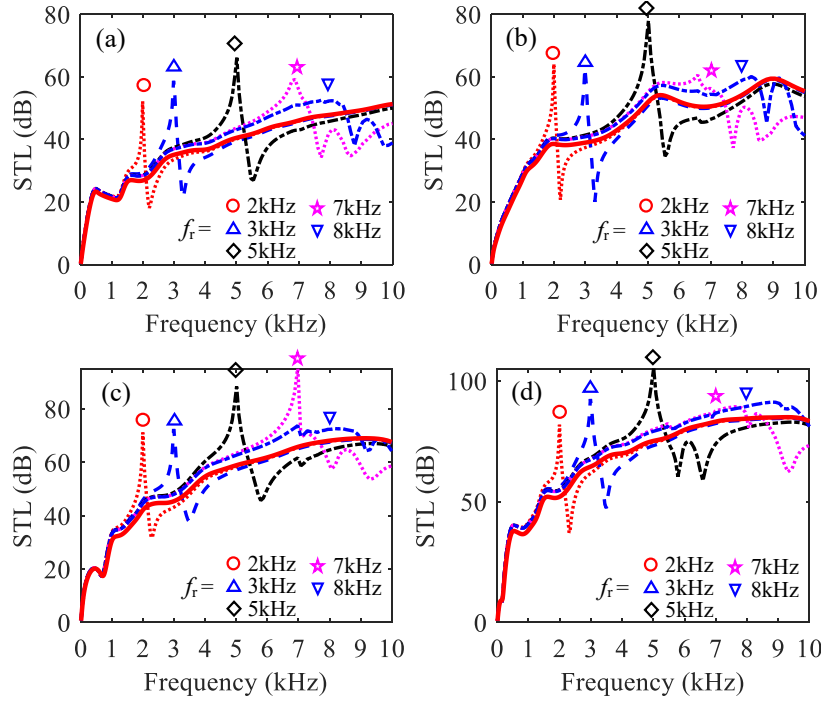 (a)
80
60
40
20
0
STL (dB)
f_r =
2kHz
3kHz
5kHz
7kHz
8kHz
0 1 2 3 4 5 6 7 8 9 10
Frequency (kHz)
(b)
80
60
40
20
0
STL (dB)
f_r =
2kHz
3kHz
5kHz
7kHz
8kHz
0 1 2 3 4 5 6 7 8 9 10
Frequency (kHz)
(c)
80
60
40
20
0
STL (dB)
f_r =
2kHz
3kHz
5kHz
7kHz
8kHz
0 1 2 3 4 5 6 7 8 9 10
Frequency (kHz)
(d)
100
50
0
STL (dB)
f_r =
2kHz
3kHz
5kHz
7kHz
8kHz
0 1 2 3 4 5 6 7 8 9 10
Frequency (kHz)